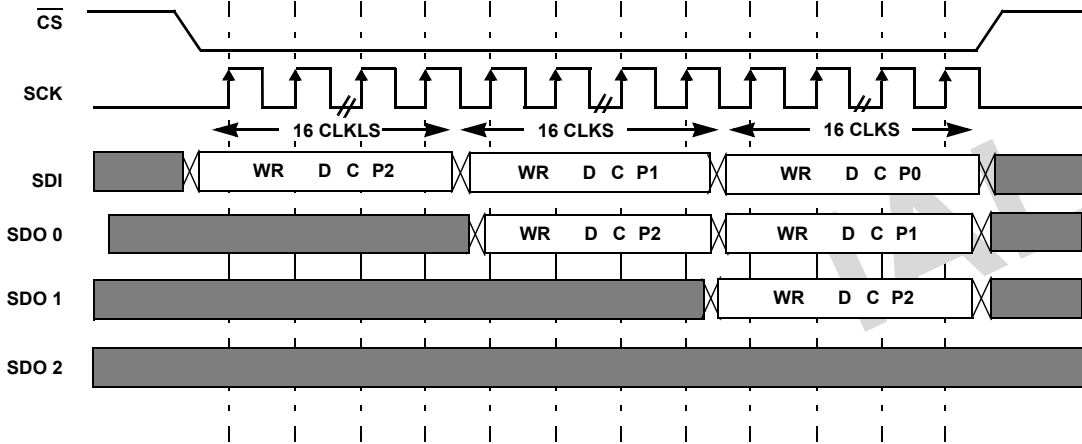 CS
SCK
16 CLKLS 16 CLKS 16 CLKS
SDI WR D C P2 WR D C P1 WR D C P0
SDO 0 WR D C P2 WR D C P1
SDO 1 WR D C P2
SDO 2